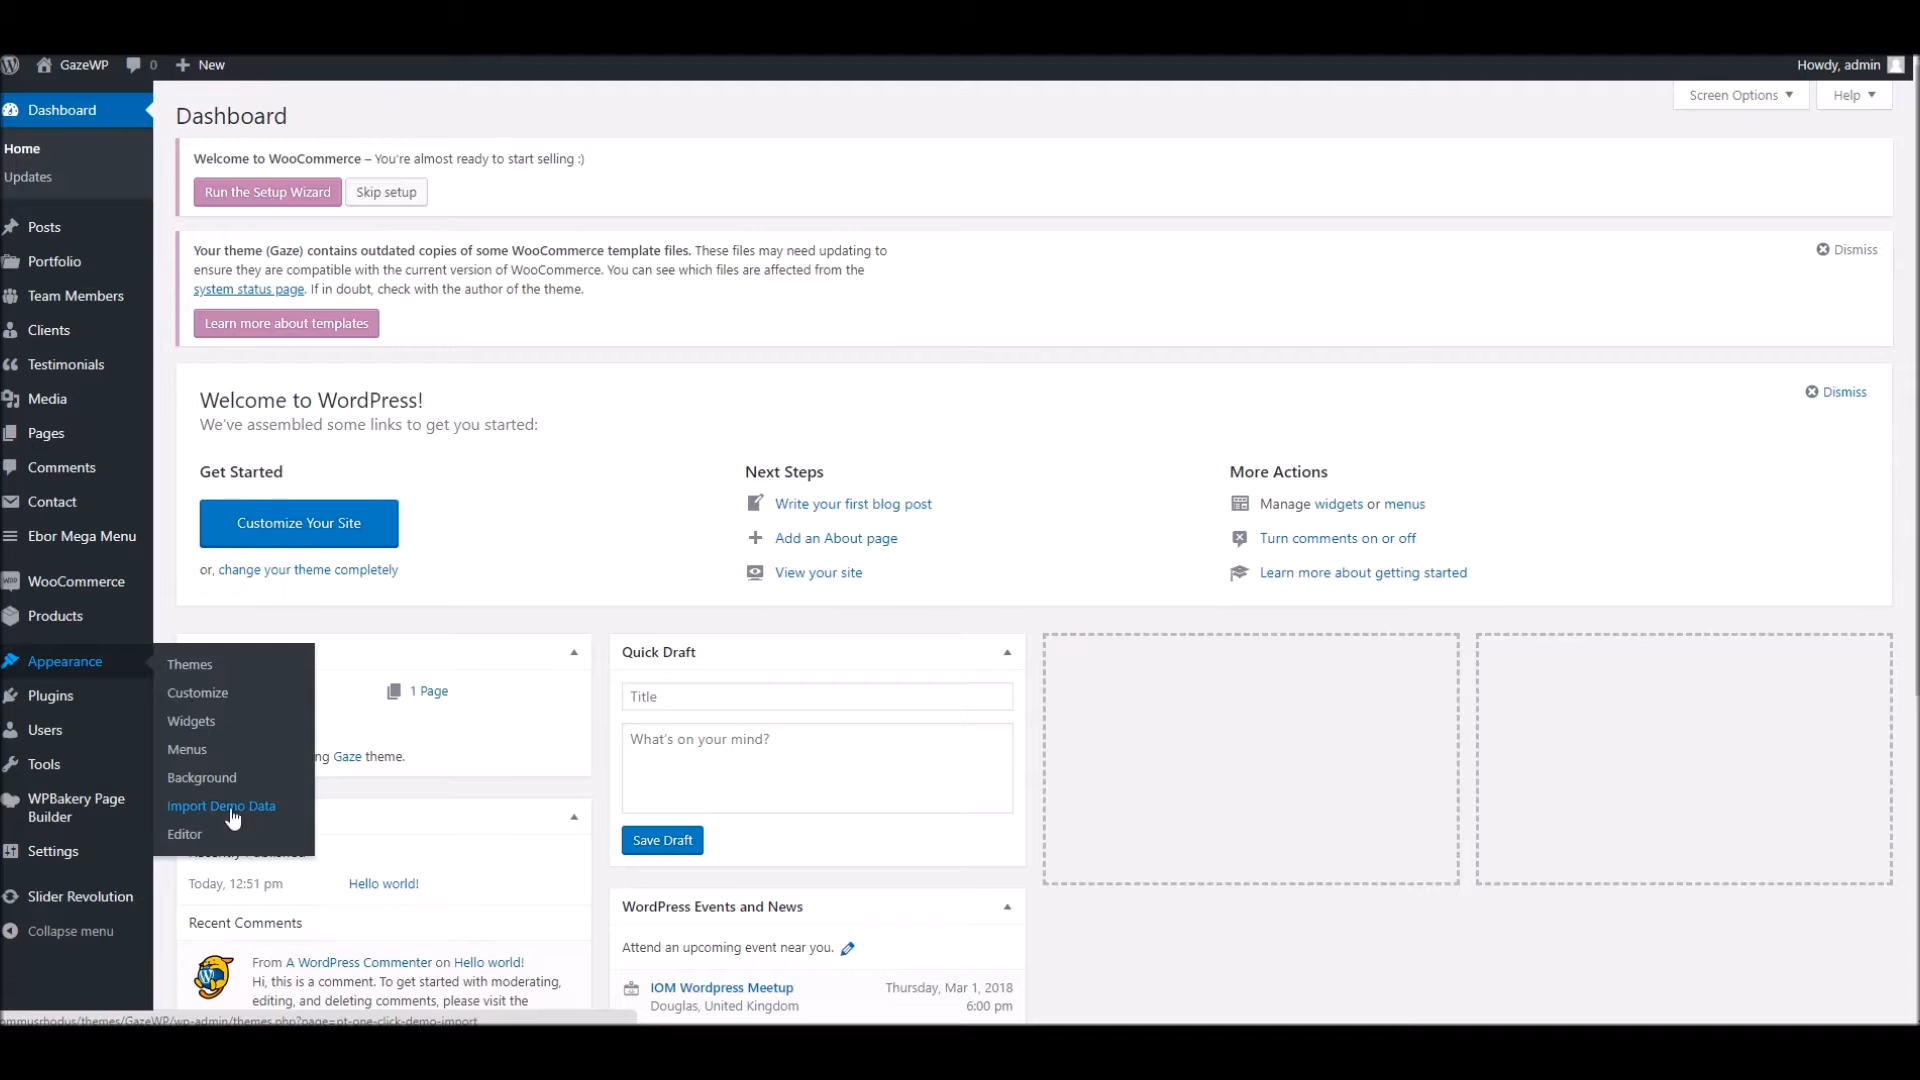 GazeWP 0 New Howdy, admin
Screen Options Help
Dashboard
Home
Updates
Posts
Portfolio
Team Members
Clients
Testimonials
Media
Pages
Comments
Contact
Ebor Mega Menu
WooCommerce
Products
Appearance
Plugins
Users
Tools
WPBakery Page
Builder
Settings
Slider Revolution
Collapse menu
Themes
Customize
Widgets
Menus
Background
Import Demo Data
Editor
Dashboard
Welcome to WooCommerce – You're almost ready to start selling :)
Run the Setup Wizard Skip setup
Your theme (Gaze) contains outdated copies of some WooCommerce template files. These files may need updating to
ensure they are compatible with the current version of WooCommerce. You can see which files are affected from the
system status page. If in doubt, check with the author of the theme.
Dismiss
Learn more about templates
Welcome to WordPress!
We've assembled some links to get you started:
Dismiss
Get Started
Customize Your Site
or, change your theme completely
Next Steps
Write your first blog post
Add an About page
View your site
More Actions
Manage widgets or menus
Turn comments on or off
Learn more about getting started
1 Page
Gaze theme.
Recently Published
Today, 12:51 pm Hello world!
Recent Comments
From A WordPress Commenter on Hello world!
Hi, this is a comment. To get started with moderating,
editing, and deleting comments, please visit the
Quick Draft
Title
What's on your mind?
Save Draft
WordPress Events and News
Attend an upcoming event near you.
IOM Wordpress Meetup Thursday, Mar 1, 2018
Douglas, United Kingdom 6:00 pm
ommusrhodus/themes/GazeWP/wp-admin/themes.php?page=pt-one-click-demo-import